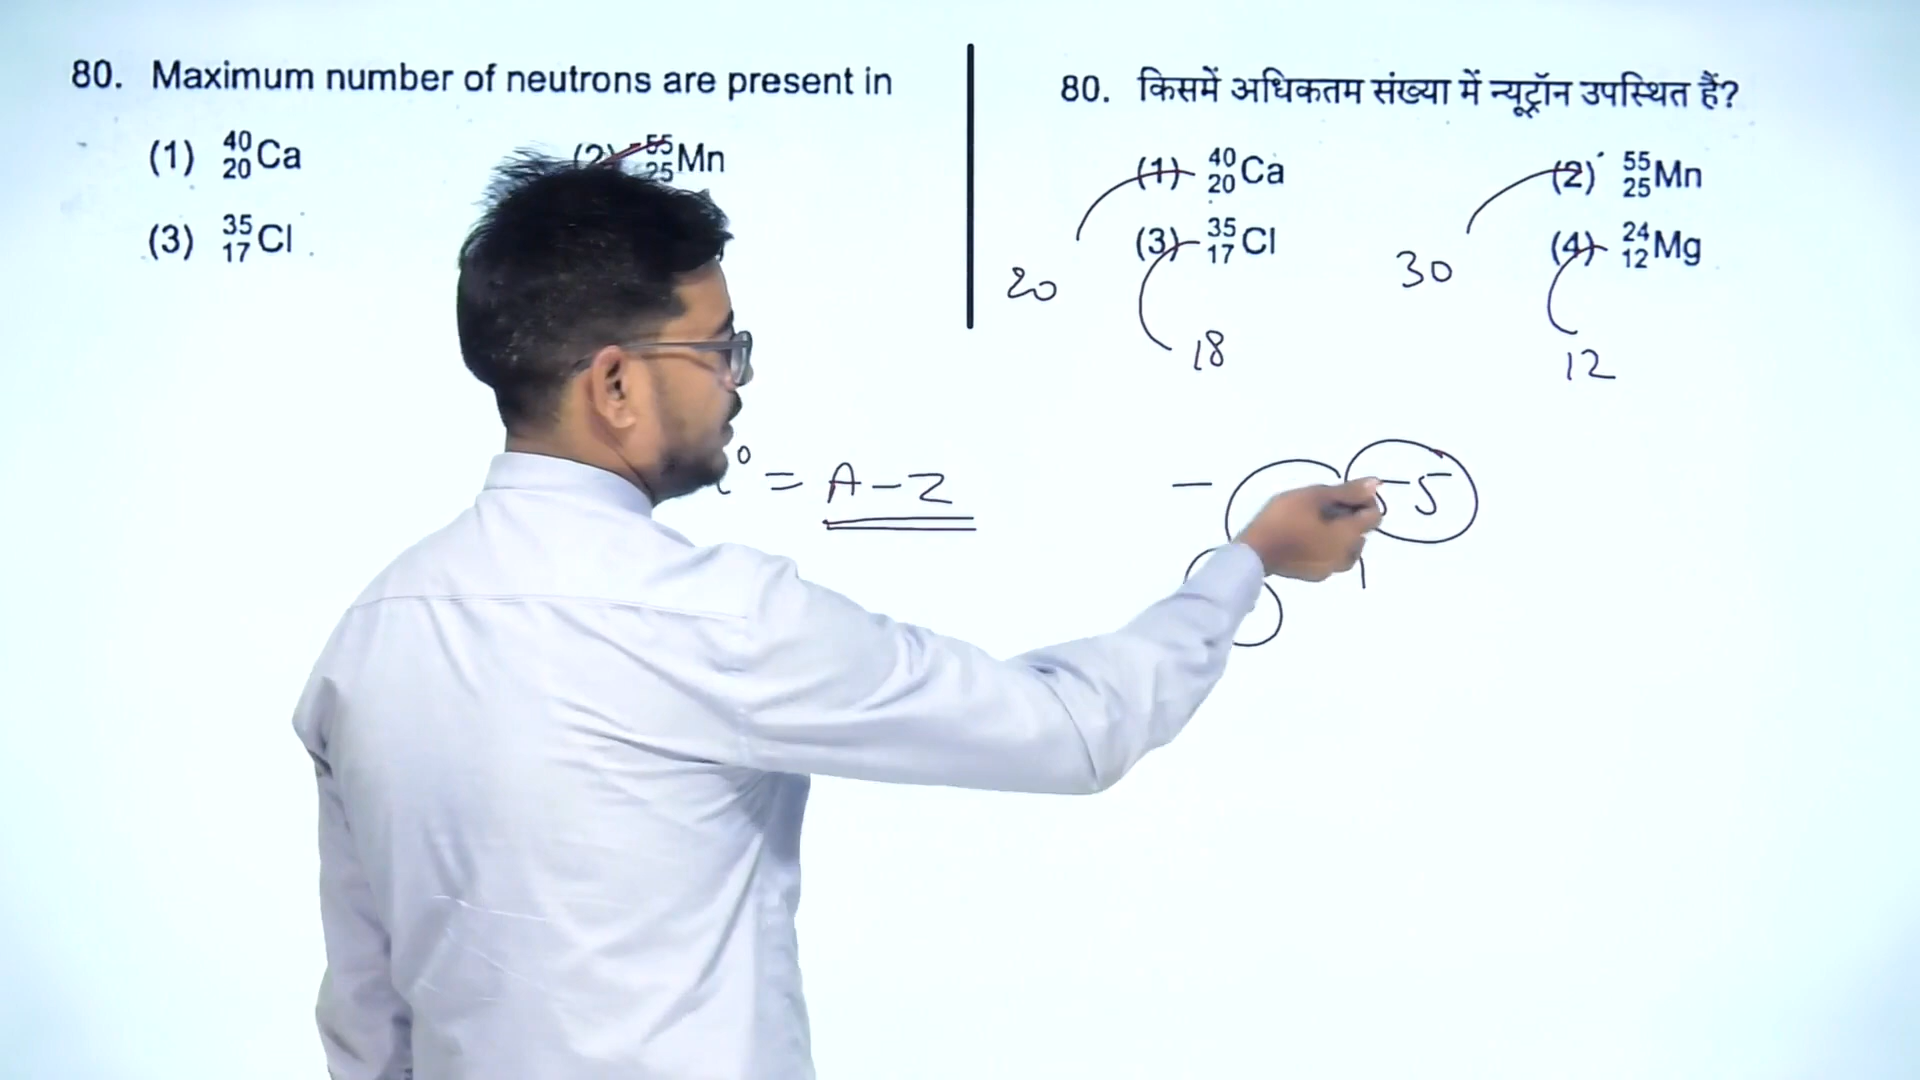 80. Maximum number of neutrons are present in
(1) ⁴⁰₂₀Ca (2) ⁵⁵₂₅Mn
(3) ³⁵₁₇Cl
80. किसमें अधिकतम संख्या में न्यूट्रॉन उपस्थित हैं?
(1) ⁴⁰₂₀Ca (2) ⁵⁵₂₅Mn
(3) ³⁵₁₇Cl (4) ²⁴₁₂Mg
20 30
18 12
= A-Z
5